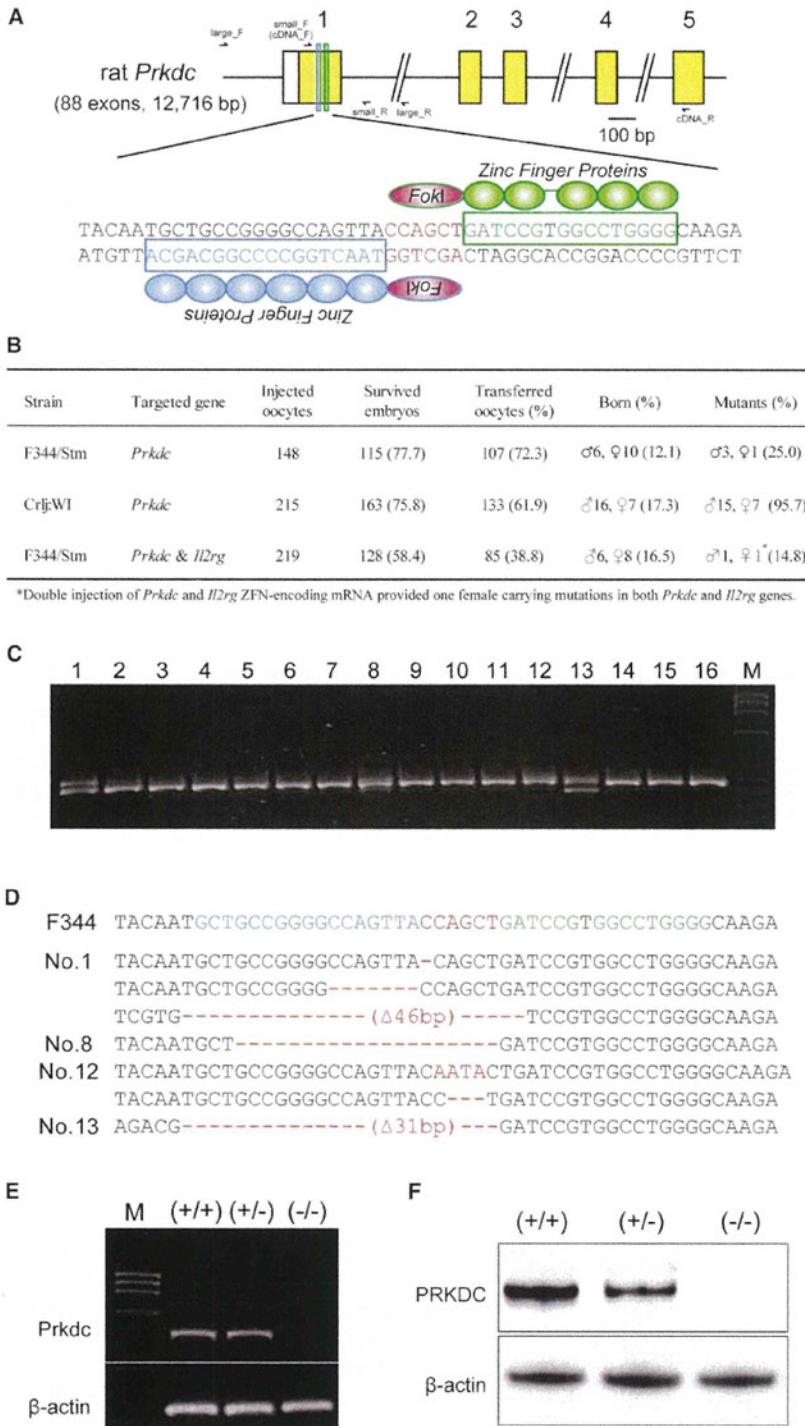 A
large_F
small_F
(cDNA_F)
1 2 3 4 5
rat Prkdc
(88 exons, 12,716 bp)
small_R
large_R
100 bp
cDNA_R
Zinc Finger Proteins
FokI
TACAATGCTGCCGGGGCCAGTTACCAGCTGATCCGTGGCCTGGGGCAAGA
ATGTTACGACGGCCCCGGTCAATGGTCGACTAGGCACCGGACCCCGTTCT
FokI
Zinc Finger Proteins
B
Strain Targeted gene Injected oocytes Survived embryos Transferred oocytes (%) Born (%) Mutants (%)
F344/Stm Prkdc 148 115 (77.7) 107 (72.3) ♂6, ♀10 (12.1) ♂3, ♀1 (25.0)
Crlj:WI Prkdc 215 163 (75.8) 133 (61.9) ♂16, ♀7 (17.3) ♂15, ♀7 (95.7)
F344/Stm Prkdc & Il2rg 219 128 (58.4) 85 (38.8) ♂6, ♀8 (16.5) ♂1, ♀1* (14.8)
*Double injection of Prkdc and Il2rg ZFN-encoding mRNA provided one female carrying mutations in both Prkdc and Il2rg genes.
C
1 2 3 4 5 6 7 8 9 10 11 12 13 14 15 16 M
D
F344 TACAATGCTGCCGGGGCCAGTTACCAGCTGATCCGTGGCCTGGGGCAAGA
No.1 TACAATGCTGCCGGGGCCAGTTA-CAGCTGATCCGTGGCCTGGGGCAAGA
TACAATGCTGCCGGGG-------CCAGCTGATCCGTGGCCTGGGGCAAGA
TCGTG--------------(Δ46bp)-----TCCGTGGCCTGGGGCAAGA
No.8 TACAATGCT--------------------GATCCGTGGCCTGGGGCAAGA
No.12 TACAATGCTGCCGGGGCCAGTTACAATACTGATCCGTGGCCTGGGGCAAGA
TACAATGCTGCCGGGGCCAGTTACC---TGATCCGTGGCCTGGGGCAAGA
No.13 AGACG--------------(Δ31bp)---GATCCGTGGCCTGGGGCAAGA
E
M (+/+) (+/-) (-/-)
Prkdc
β-actin
F
(+/+) (+/-) (-/-)
PRKDC
β-actin